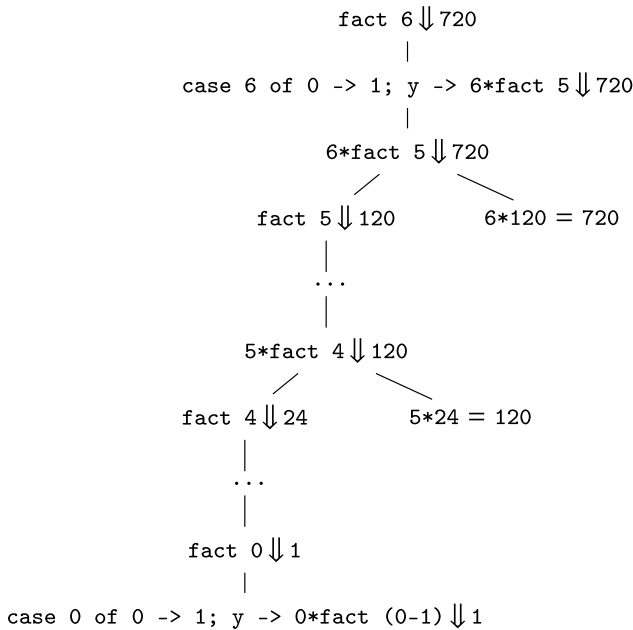 fact 6⇓720
case 6 of 0 -> 1; y -> 6*fact 5⇓720
6*fact 5⇓720
fact 5⇓120 6*120 = 720
...
5*fact 4⇓120
fact 4⇓24 5*24 = 120
...
fact 0⇓1
case 0 of 0 -> 1; y -> 0*fact (0-1)⇓1